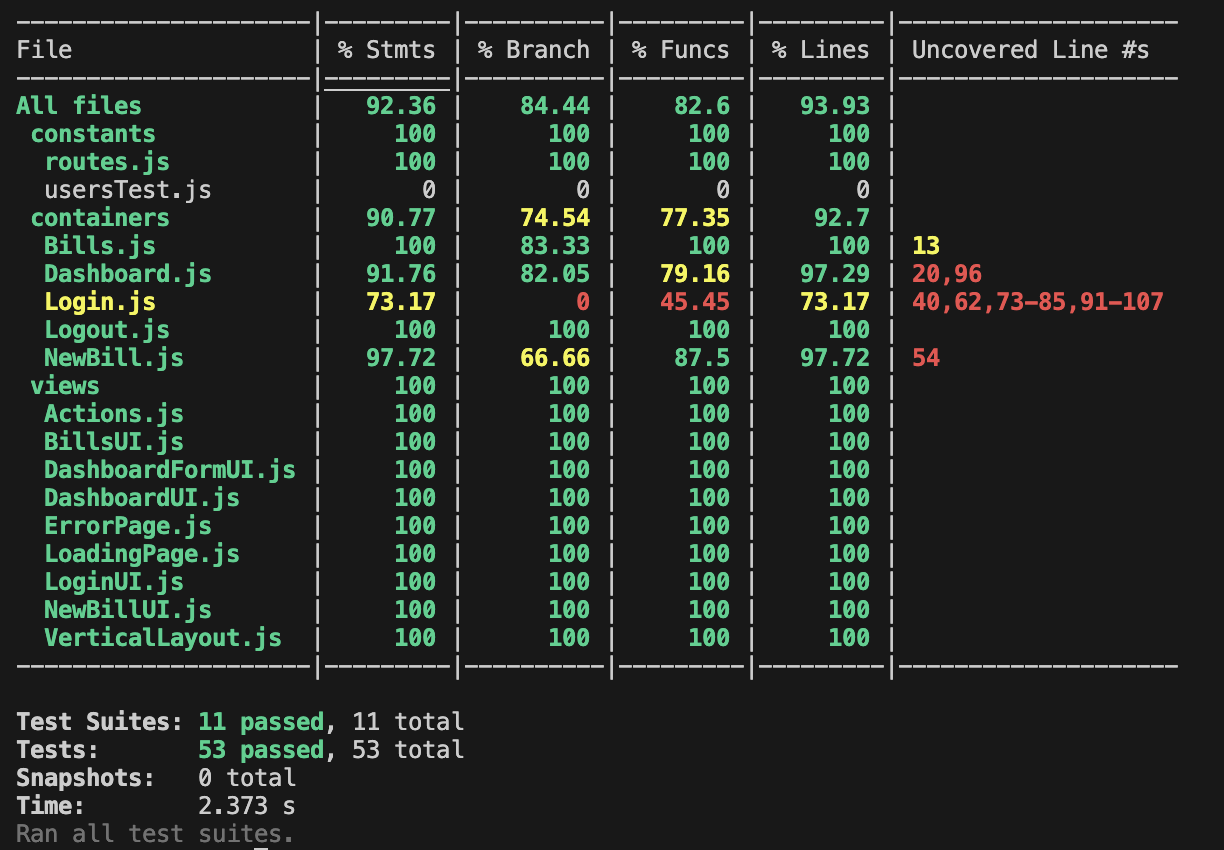 File | % Stmts | % Branch | % Funcs | % Lines | Uncovered Line #s
All files | 92.36 | 84.44 | 82.6 | 93.93 |
constants | 100 | 100 | 100 | 100 |
routes.js | 100 | 100 | 100 | 100 |
usersTest.js | 0 | 0 | 0 | 0 |
containers | 90.77 | 74.54 | 77.35 | 92.7 |
Bills.js | 100 | 83.33 | 100 | 100 | 13
Dashboard.js | 91.76 | 82.05 | 79.16 | 97.29 | 20,96
Login.js | 73.17 | 0 | 45.45 | 73.17 | 40,62,73-85,91-107
Logout.js | 100 | 100 | 100 | 100 |
NewBill.js | 97.72 | 66.66 | 87.5 | 97.72 | 54
views | 100 | 100 | 100 | 100 |
Actions.js | 100 | 100 | 100 | 100 |
BillsUI.js | 100 | 100 | 100 | 100 |
DashboardFormUI.js | 100 | 100 | 100 | 100 |
DashboardUI.js | 100 | 100 | 100 | 100 |
ErrorPage.js | 100 | 100 | 100 | 100 |
LoadingPage.js | 100 | 100 | 100 | 100 |
LoginUI.js | 100 | 100 | 100 | 100 |
NewBillUI.js | 100 | 100 | 100 | 100 |
VerticalLayout.js | 100 | 100 | 100 | 100 |
Test Suites: 11 passed, 11 total
Tests: 53 passed, 53 total
Snapshots: 0 total
Time: 2.373 s
Ran all test suites.